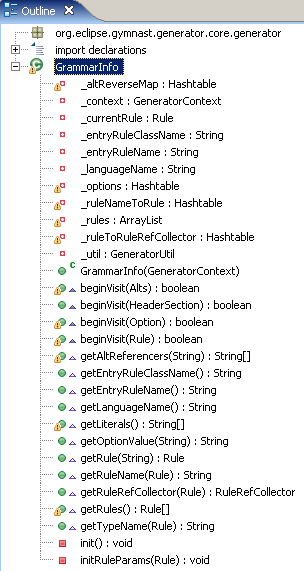 Outline
org.eclipse.gymnast.generator.core.generator
import declarations
GrammarInfo
_altReverseMap : Hashtable
_context : GeneratorContext
_currentRule : Rule
_entryRuleClassName : String
_entryRuleName : String
_languageName : String
_options : Hashtable
_ruleNameToRule : Hashtable
_rules : ArrayList
_ruleToRuleRefCollector : Hashtable
_util : GeneratorUtil
GrammarInfo(GeneratorContext)
beginVisit(Alts) : boolean
beginVisit(HeaderSection) : boolean
beginVisit(Option) : boolean
beginVisit(Rule) : boolean
getAltReferencers(String) : String[]
getEntryRuleClassName() : String
getEntryRuleName() : String
getLanguageName() : String
getLiterals() : String[]
getOptionValue(String) : String
getRule(String) : Rule
getRuleName(Rule) : String
getRuleRefCollector(Rule) : RuleRefCollector
getRules() : Rule[]
getTypeName(Rule) : String
init() : void
initRuleParams(Rule) : void